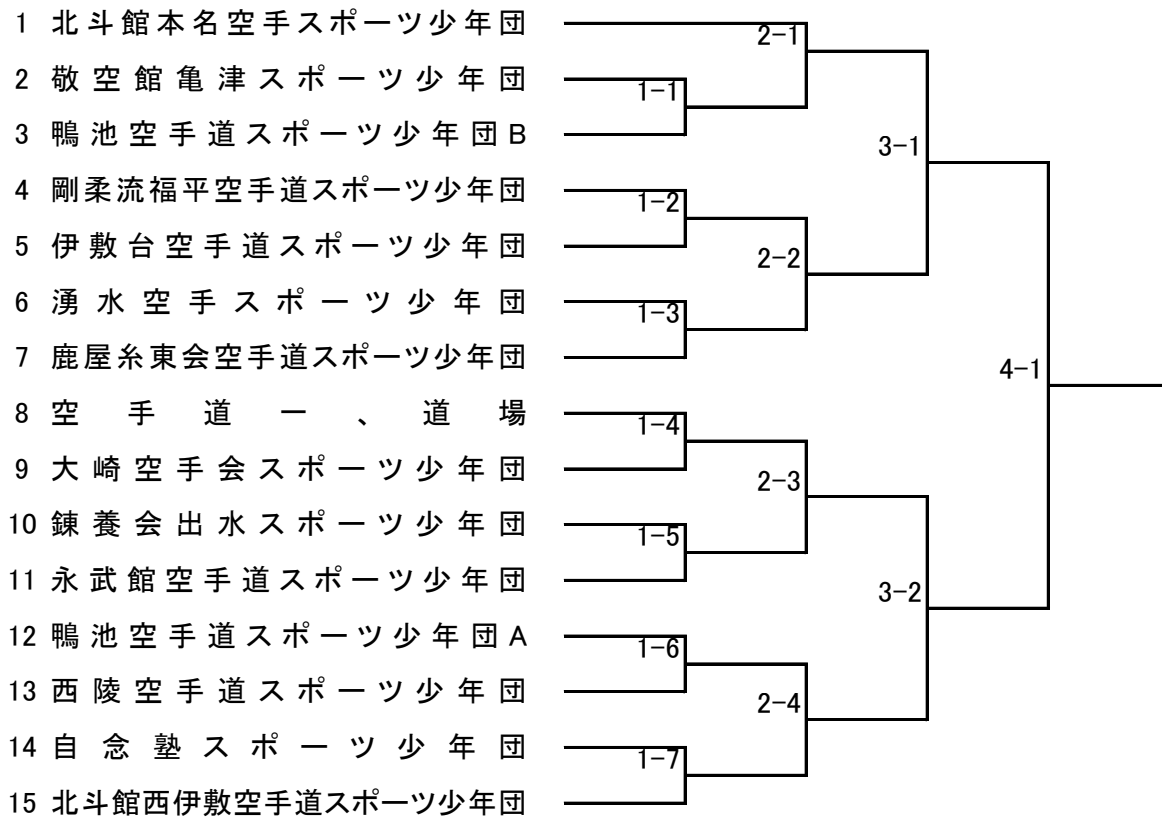 1 北斗館本名空手スポーツ少年団
2 敬空館亀津スポーツ少年団
3 鴨池空手道スポーツ少年団B
4 剛柔流福平空手道スポーツ少年団
5 伊敷台空手道スポーツ少年団
6 湧水空手スポーツ少年団
7 鹿屋糸東会空手道スポーツ少年団
8 空手道一、道場
9 大崎空手会スポーツ少年団
10 錬養会出水スポーツ少年団
11 永武館空手道スポーツ少年団
12 鴨池空手道スポーツ少年団A
13 西陵空手道スポーツ少年団
14 自念塾スポーツ少年団
15 北斗館西伊敷空手道スポーツ少年団
1-1
1-2
1-3
1-4
1-5
1-6
1-7
2-1
2-2
2-3
2-4
3-1
3-2
4-1